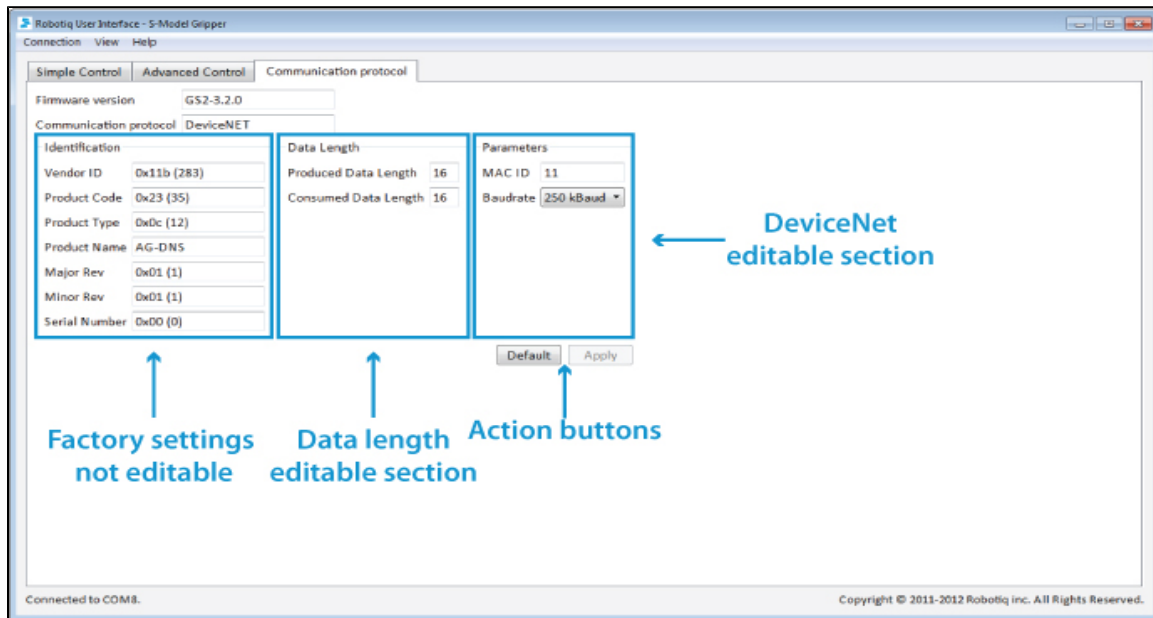 Robotiq User Interface - S-Model Gripper
Connection View Help
Simple Control Advanced Control Communication protocol
Firmware version GS2-3.2.0
Communication protocol DeviceNET
Identification
Vendor ID 0x11b (283)
Product Code 0x23 (35)
Product Type 0x0c (12)
Product Name AG-DNS
Major Rev 0x01 (1)
Minor Rev 0x01 (1)
Serial Number 0x00 (0)
Data Length
Produced Data Length 16
Consumed Data Length 16
Parameters
MAC ID 11
Baudrate 250 kBaud
Default Apply
DeviceNet
editable section
Factory settings
not editable
Data length
editable section
Action buttons
Connected to COM8.
Copyright © 2011-2012 Robotiq inc. All Rights Reserved.